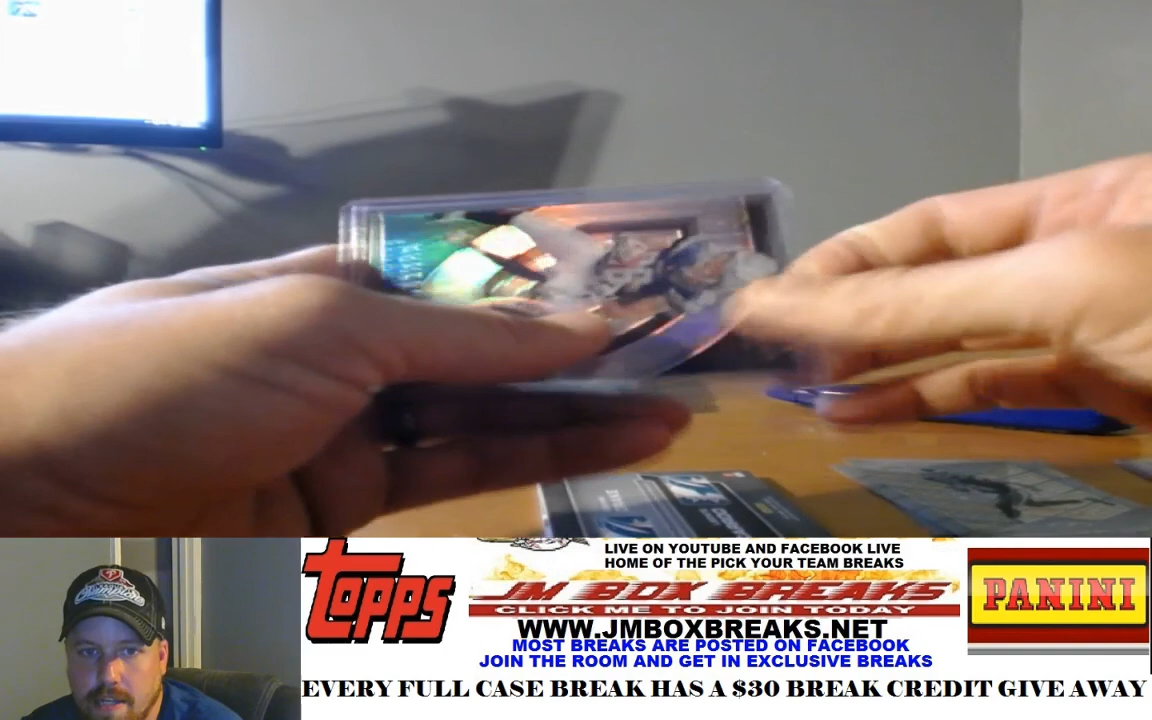 LIVE ON YOUTUBE AND FACEBOOK LIVE
HOME OF THE PICK YOUR TEAM BREAKS
TOPPS
JM BOX BREAKS
CLICK ME TO JOIN TODAY
WWW.JMBOXBREAKS.NET
MOST BREAKS ARE POSTED ON FACEBOOK
JOIN THE ROOM AND GET IN EXCLUSIVE BREAKS
PANINI
EVERY FULL CASE BREAK HAS A $30 BREAK CREDIT GIVE AWAY